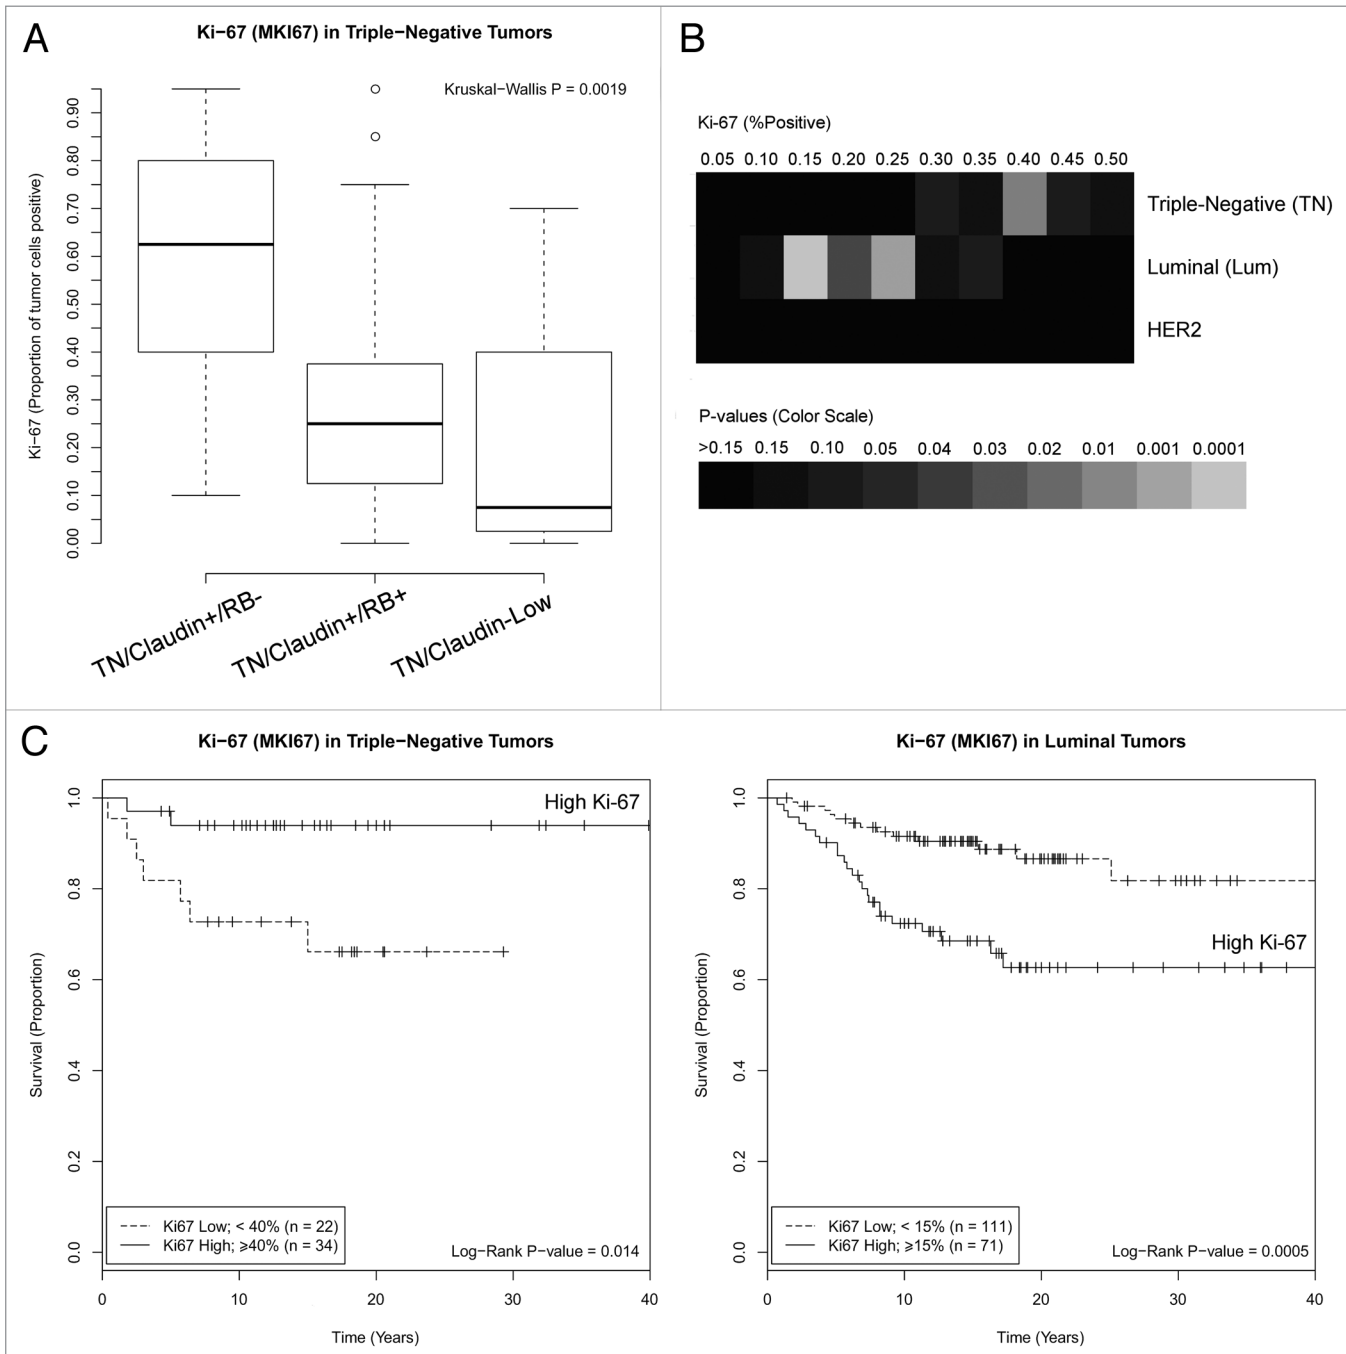 A
Ki−67 (MKI67) in Triple−Negative Tumors
Kruskal−Wallis P = 0.0019
Ki−67 (Proportion of tumor cells positive)
0.90
0.80
0.70
0.60
0.50
0.40
0.30
0.20
0.10
0.00
TN/Claudin+/RB-
TN/Claudin+/RB+
TN/Claudin-Low
B
Ki-67 (%Positive)
0.05 0.10 0.15 0.20 0.25 0.30 0.35 0.40 0.45 0.50
Triple-Negative (TN)
Luminal (Lum)
HER2
P-values (Color Scale)
>0.15 0.15 0.10 0.05 0.04 0.03 0.02 0.01 0.001 0.0001
C
Ki−67 (MKI67) in Triple−Negative Tumors
High Ki-67
Survival (Proportion)
1.0
0.8
0.6
0.4
0.2
0.0
Ki67 Low; < 40% (n = 22)
Ki67 High; ≥40% (n = 34)
Log−Rank P−value = 0.014
0 10 20 30 40
Time (Years)
Ki−67 (MKI67) in Luminal Tumors
High Ki-67
Survival (Proportion)
1.0
0.8
0.6
0.4
0.2
0.0
Ki67 Low; < 15% (n = 111)
Ki67 High; ≥15% (n = 71)
Log−Rank P−value = 0.0005
0 10 20 30 40
Time (Years)